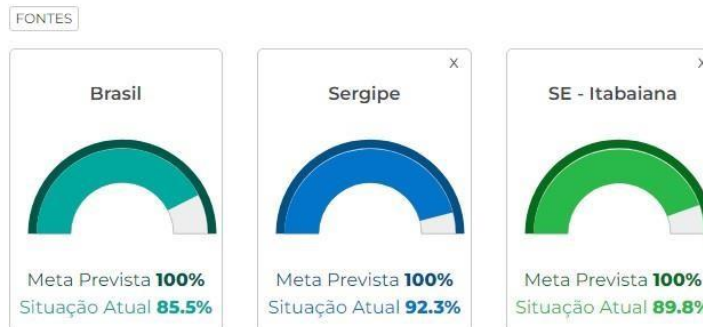 FONTES
Brasil
Meta Prevista 100%
Situação Atual 85.5%
X
Sergipe
Meta Prevista 100%
Situação Atual 92.3%
X
SE - Itabaiana
Meta Prevista 100%
Situação Atual 89.8%